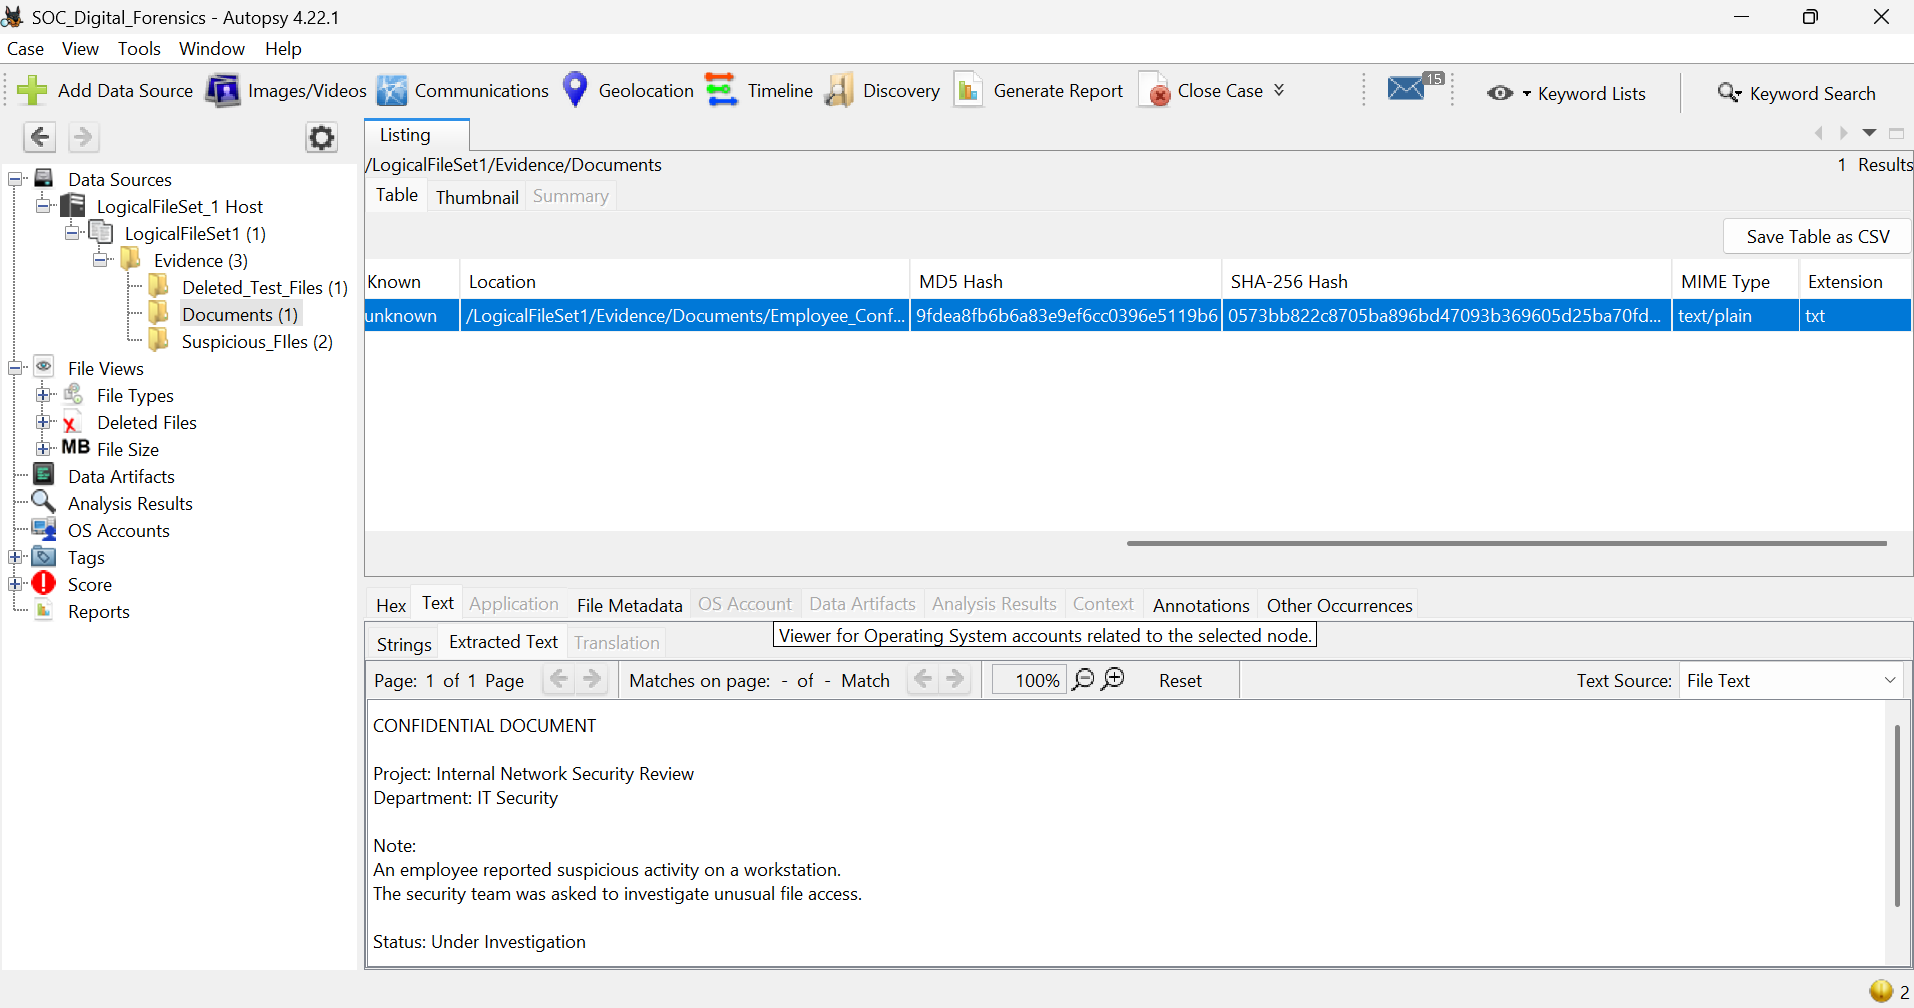 SOC_Digital_Forensics - Autopsy 4.22.1
Case View Tools Window Help
Add Data Source Images/Videos Communications Geolocation Timeline Discovery Generate Report Close Case 15 Keyword Lists Keyword Search
Listing
/LogicalFileSet1/Evidence/Documents 1 Results
Table Thumbnail Summary
Save Table as CSV
Known Location MD5 Hash SHA-256 Hash MIME Type Extension
unknown /LogicalFileSet1/Evidence/Documents/Employee_Conf... 9fdea8fb6b6a83e9ef6cc0396e5119b6 0573bb822c8705ba896bd47093b369605d25ba70fd... text/plain txt
Data Sources
LogicalFileSet_1 Host
LogicalFileSet1 (1)
Evidence (3)
Deleted_Test_Files (1)
Documents (1)
Suspicious_FIles (2)
File Views
File Types
Deleted Files
MB File Size
Data Artifacts
Analysis Results
OS Accounts
Tags
Score
Reports
Hex Text Application File Metadata OS Account Data Artifacts Analysis Results Context Annotations Other Occurrences
Viewer for Operating System accounts related to the selected node.
Strings Extracted Text Translation
Page: 1 of 1 Page Matches on page: - of - Match 100% Reset Text Source: File Text
CONFIDENTIAL DOCUMENT
Project: Internal Network Security Review
Department: IT Security
Note:
An employee reported suspicious activity on a workstation.
The security team was asked to investigate unusual file access.
Status: Under Investigation
2